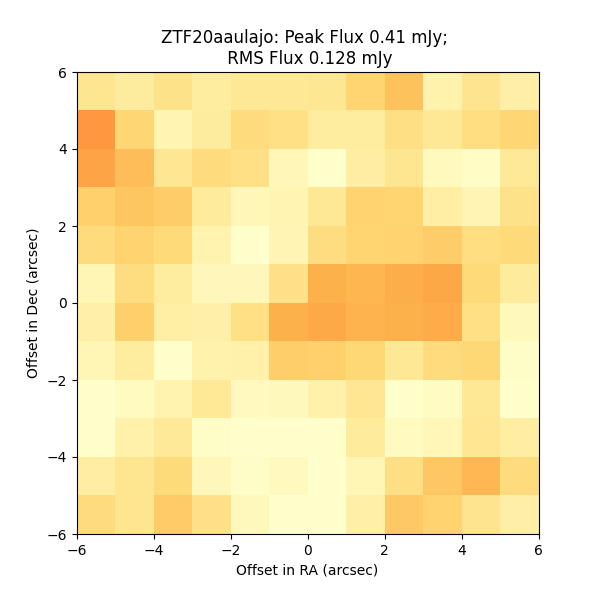 ZTF20aaulajo: Peak Flux 0.41 mJy;
RMS Flux 0.128 mJy
6
4
2
0
−2
−4
−6
Offset in Dec (arcsec)
−6 −4 −2 0 2 4 6
Offset in RA (arcsec)